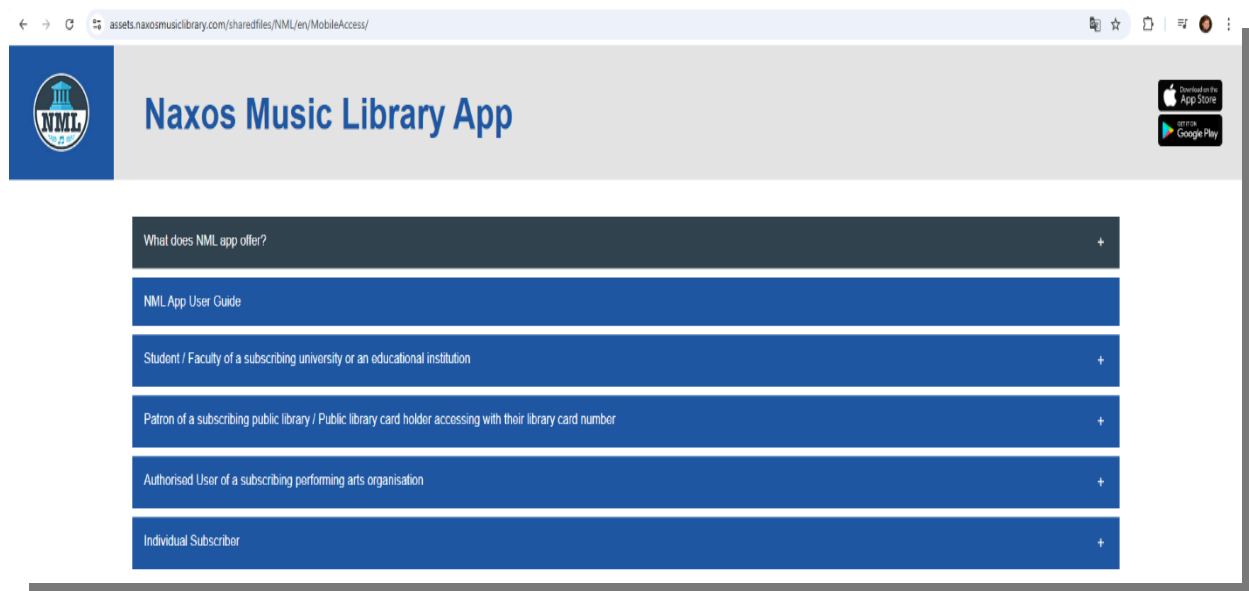 assets.naxosmusiclibrary.com/sharedfiles/NML/en/MobileAccess/
NML
Naxos Music Library App
Download on the
App Store
GET IT ON
Google Play
What does NML app offer? +
NML App User Guide
Student / Faculty of a subscribing university or an educational institution +
Patron of a subscribing public library / Public library card holder accessing with their library card number +
Authorised User of a subscribing performing arts organisation +
Individual Subscriber +